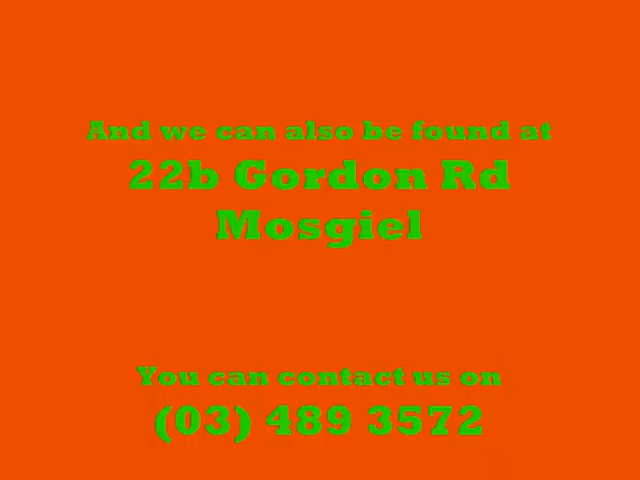 And we can also be found at
22b Gordon Rd
Mosgiel
You can contact us on
(03) 489 3572